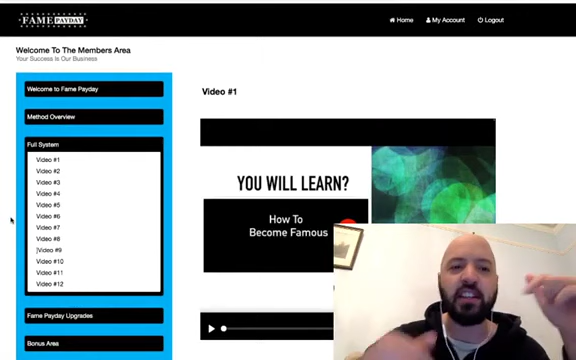 FAME PAYDAY
Home
My Account
Logout
Welcome To The Members Area
Your Success Is Our Business
Welcome to Fame Payday
Method Overview
Full System
Video #1
Video #2
Video #3
Video #4
Video #5
Video #6
Video #7
Video #8
Video #9
Video #10
Video #11
Video #12
Fame Payday Upgrades
Bonus Area
Video #1
YOU WILL LEARN?
How To
Become Famous